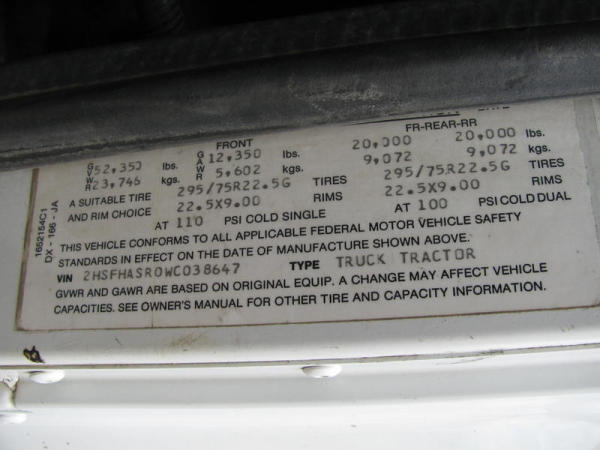 FRONT FR-REAR-RR
GVWR 52,350 lbs. GAWR 12,350 lbs. 20,000 20,000 lbs.
23,746 kgs. 5,602 kgs. 9,072 9,072 kgs.
A SUITABLE TIRE 295/75R22.5G TIRES 295/75R22.5G
AND RIM CHOICE 22.5X9.00 RIMS 22.5X9.00
AT 110 PSI COLD SINGLE AT 100 PSI COLD DUAL
THIS VEHICLE CONFORMS TO ALL APPLICABLE FEDERAL MOTOR VEHICLE SAFETY
STANDARDS IN EFFECT ON THE DATE OF MANUFACTURE SHOWN ABOVE.
VIN 2HSFHASR0WC038647 TYPE TRUCK TRACTOR
GVWR AND GAWR ARE BASED ON ORIGINAL EQUIP. A CHANGE MAY AFFECT VEHICLE
CAPACITIES. SEE OWNER'S MANUAL FOR OTHER TIRE AND CAPACITY INFORMATION.
1652154C1
DX - 166 - JA